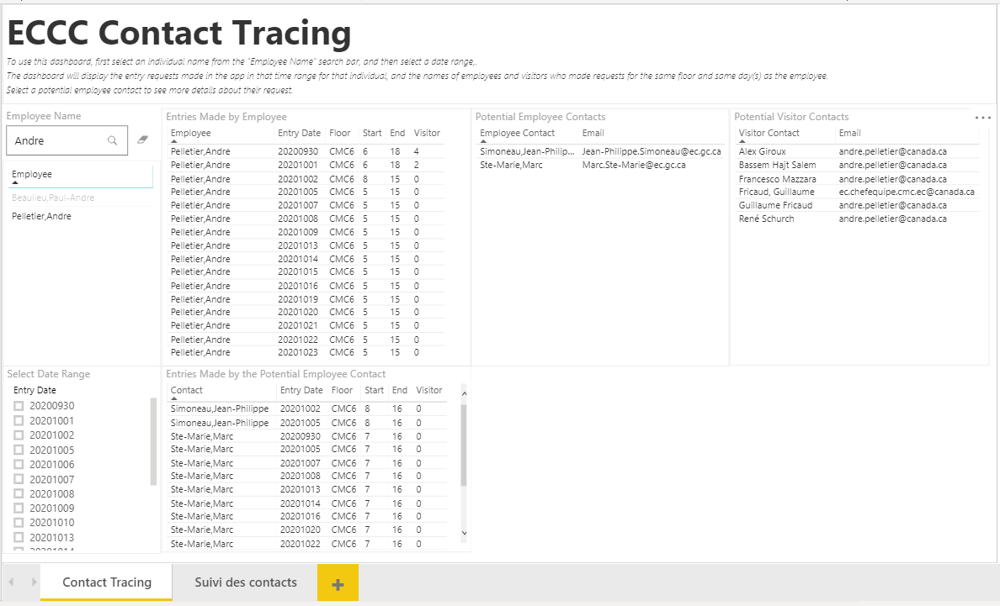 ECCC Contact Tracing
To use this dashboard, first select an individual name from the "Employee Name" search bar, and then select a date range,.
The dashboard will display the entry requests made in the app in that time range for that individual, and the names of employees and visitors who made requests for the same floor and same day(s) as the employee.
Select a potential employee contact to see more details about their request.
Employee Name
Andre
Employee
Beaulieu,Paul-Andre
Pelletier,Andre
Entries Made by Employee
Employee Entry Date Floor Start End Visitor
Pelletier,Andre 20200930 CMC6 6 18 4
Pelletier,Andre 20201001 CMC6 6 18 2
Pelletier,Andre 20201002 CMC6 8 15 0
Pelletier,Andre 20201005 CMC6 5 15 0
Pelletier,Andre 20201007 CMC6 5 15 0
Pelletier,Andre 20201008 CMC6 5 15 0
Pelletier,Andre 20201009 CMC6 5 15 0
Pelletier,Andre 20201013 CMC6 5 15 0
Pelletier,Andre 20201014 CMC6 5 15 0
Pelletier,Andre 20201015 CMC6 5 15 0
Pelletier,Andre 20201016 CMC6 5 15 0
Pelletier,Andre 20201019 CMC6 5 15 0
Pelletier,Andre 20201020 CMC6 5 15 0
Pelletier,Andre 20201021 CMC6 5 15 0
Pelletier,Andre 20201022 CMC6 5 15 0
Pelletier,Andre 20201023 CMC6 5 15 0
Potential Employee Contacts
Employee Contact Email
Simoneau,Jean-Philip... Jean-Philippe.Simoneau@ec.gc.ca
Ste-Marie,Marc Marc.Ste-Marie@ec.gc.ca
Potential Visitor Contacts
Visitor Contact Email
Alex Giroux andre.pelletier@canada.ca
Bassem Hajt Salem andre.pelletier@canada.ca
Francesco Mazzara andre.pelletier@canada.ca
Fricaud, Guillaume ec.chefequipe.cmc.ec@canada.ca
Guillaume Fricaud andre.pelletier@canada.ca
René Schurch andre.pelletier@canada.ca
Select Date Range
Entry Date
20200930
20201001
20201002
20201005
20201006
20201007
20201008
20201009
20201010
20201013
20201014
Entries Made by the Potential Employee Contact
Contact Entry Date Floor Start End Visitor
Simoneau,Jean-Philippe 20201002 CMC6 8 16 0
Simoneau,Jean-Philippe 20201005 CMC6 8 16 0
Ste-Marie,Marc 20200930 CMC6 7 16 0
Ste-Marie,Marc 20201005 CMC6 7 16 0
Ste-Marie,Marc 20201007 CMC6 7 16 0
Ste-Marie,Marc 20201008 CMC6 7 16 0
Ste-Marie,Marc 20201013 CMC6 7 16 0
Ste-Marie,Marc 20201014 CMC6 7 16 0
Ste-Marie,Marc 20201016 CMC6 7 16 0
Ste-Marie,Marc 20201020 CMC6 7 16 0
Ste-Marie,Marc 20201022 CMC6 7 16 0
Contact Tracing
Suivi des contacts